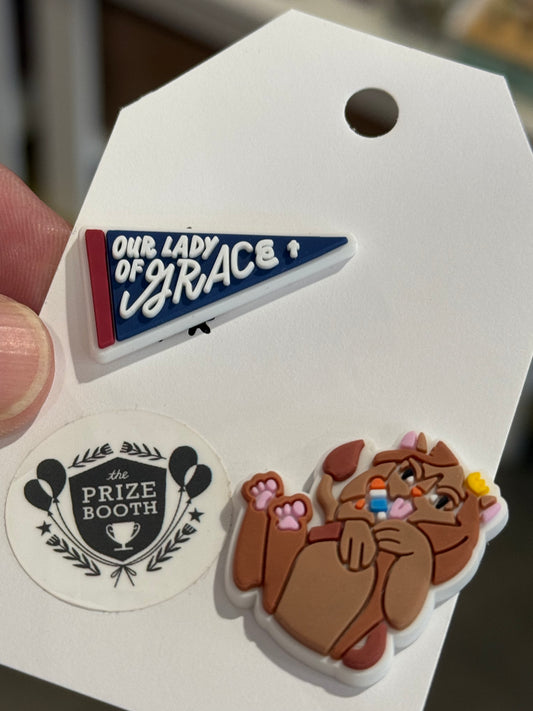 OUR LADY
OF GRACE
the
PRIZE
BOOTH